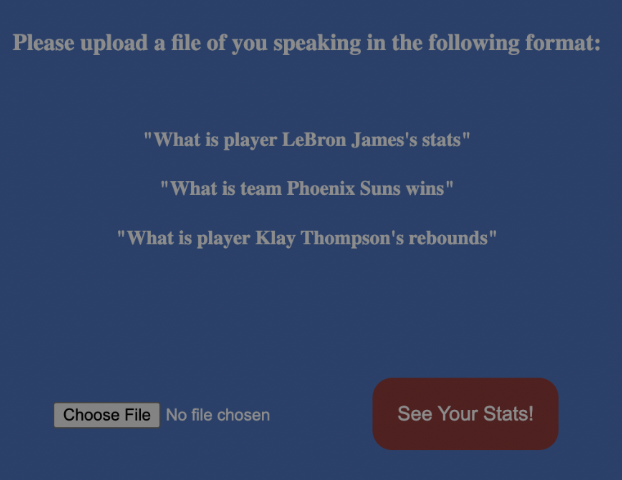 Please upload a file of you speaking in the following format:
"What is player LeBron James's stats"
"What is team Phoenix Suns wins"
"What is player Klay Thompson's rebounds"
Choose File No file chosen
See Your Stats!